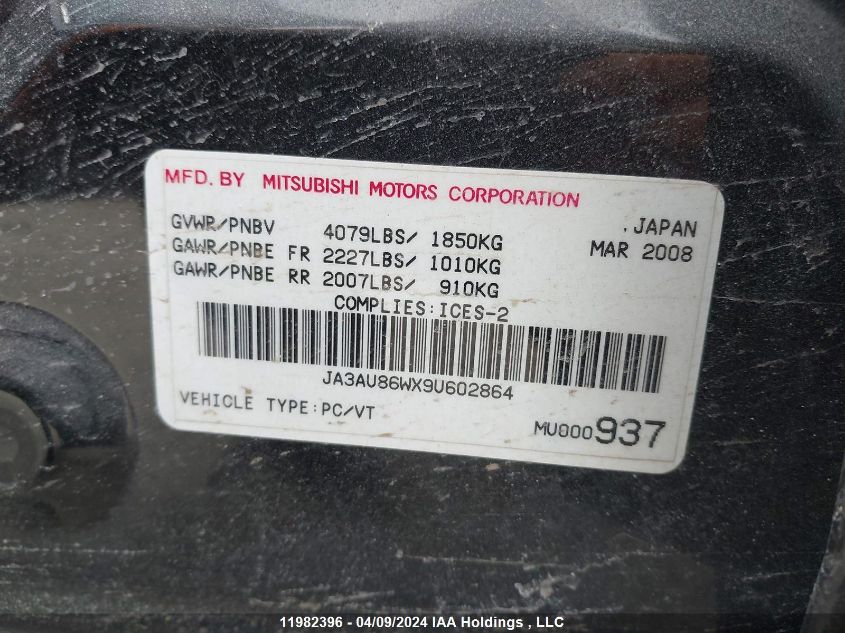 MFD. BY MITSUBISHI MOTORS CORPORATION
GVWR/PNBV 4079LBS/ 1850KG
GAWR/PNBE FR 2227LBS/ 1010KG
GAWR/PNBE RR 2007LBS/ 910KG
, JAPAN
MAR 2008
COMPLIES:ICES-2
JA3AU86WX9U602864
VEHICLE TYPE:PC/VT
MU000937
11982396 - 04/09/2024 IAA Holdings , LLC